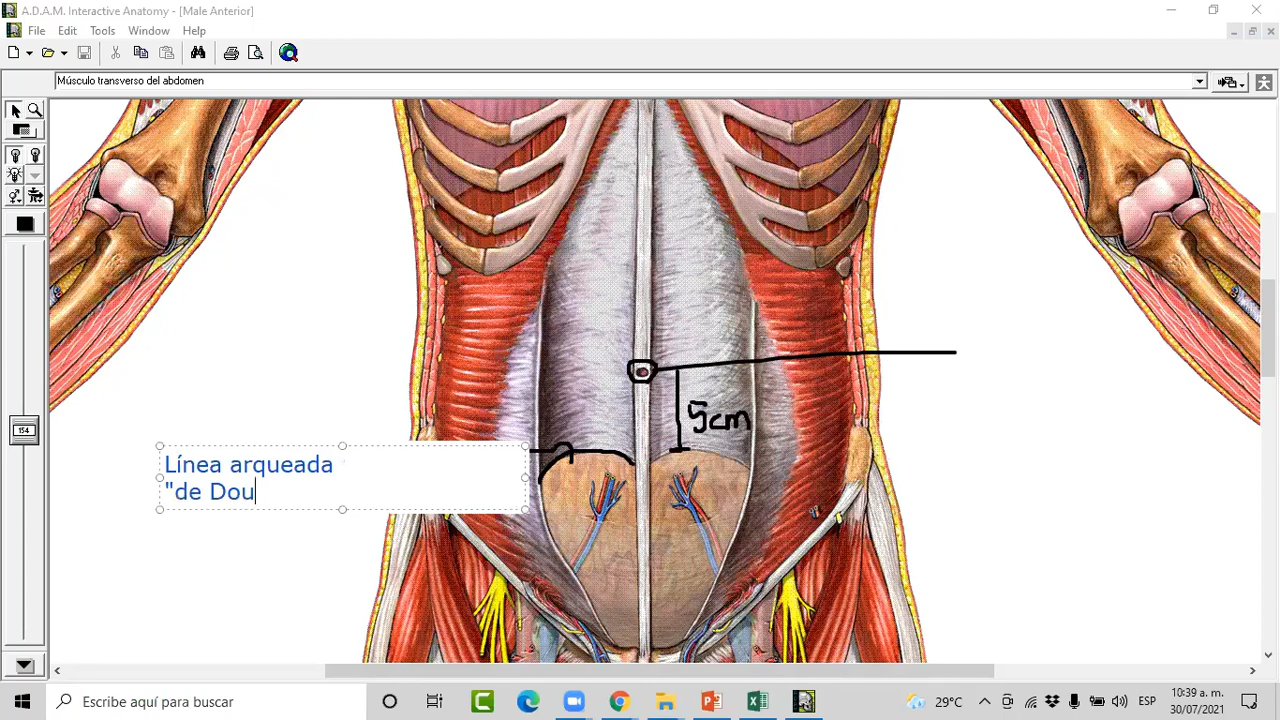 A.D.A.M. Interactive Anatomy - [Male Anterior]
File Edit Tools Window Help
Músculo transverso del abdomen
5cm
154
Línea arqueada
"de Dou
Escribe aquí para buscar
29°C
ESP
10:39 a. m.
30/07/2021